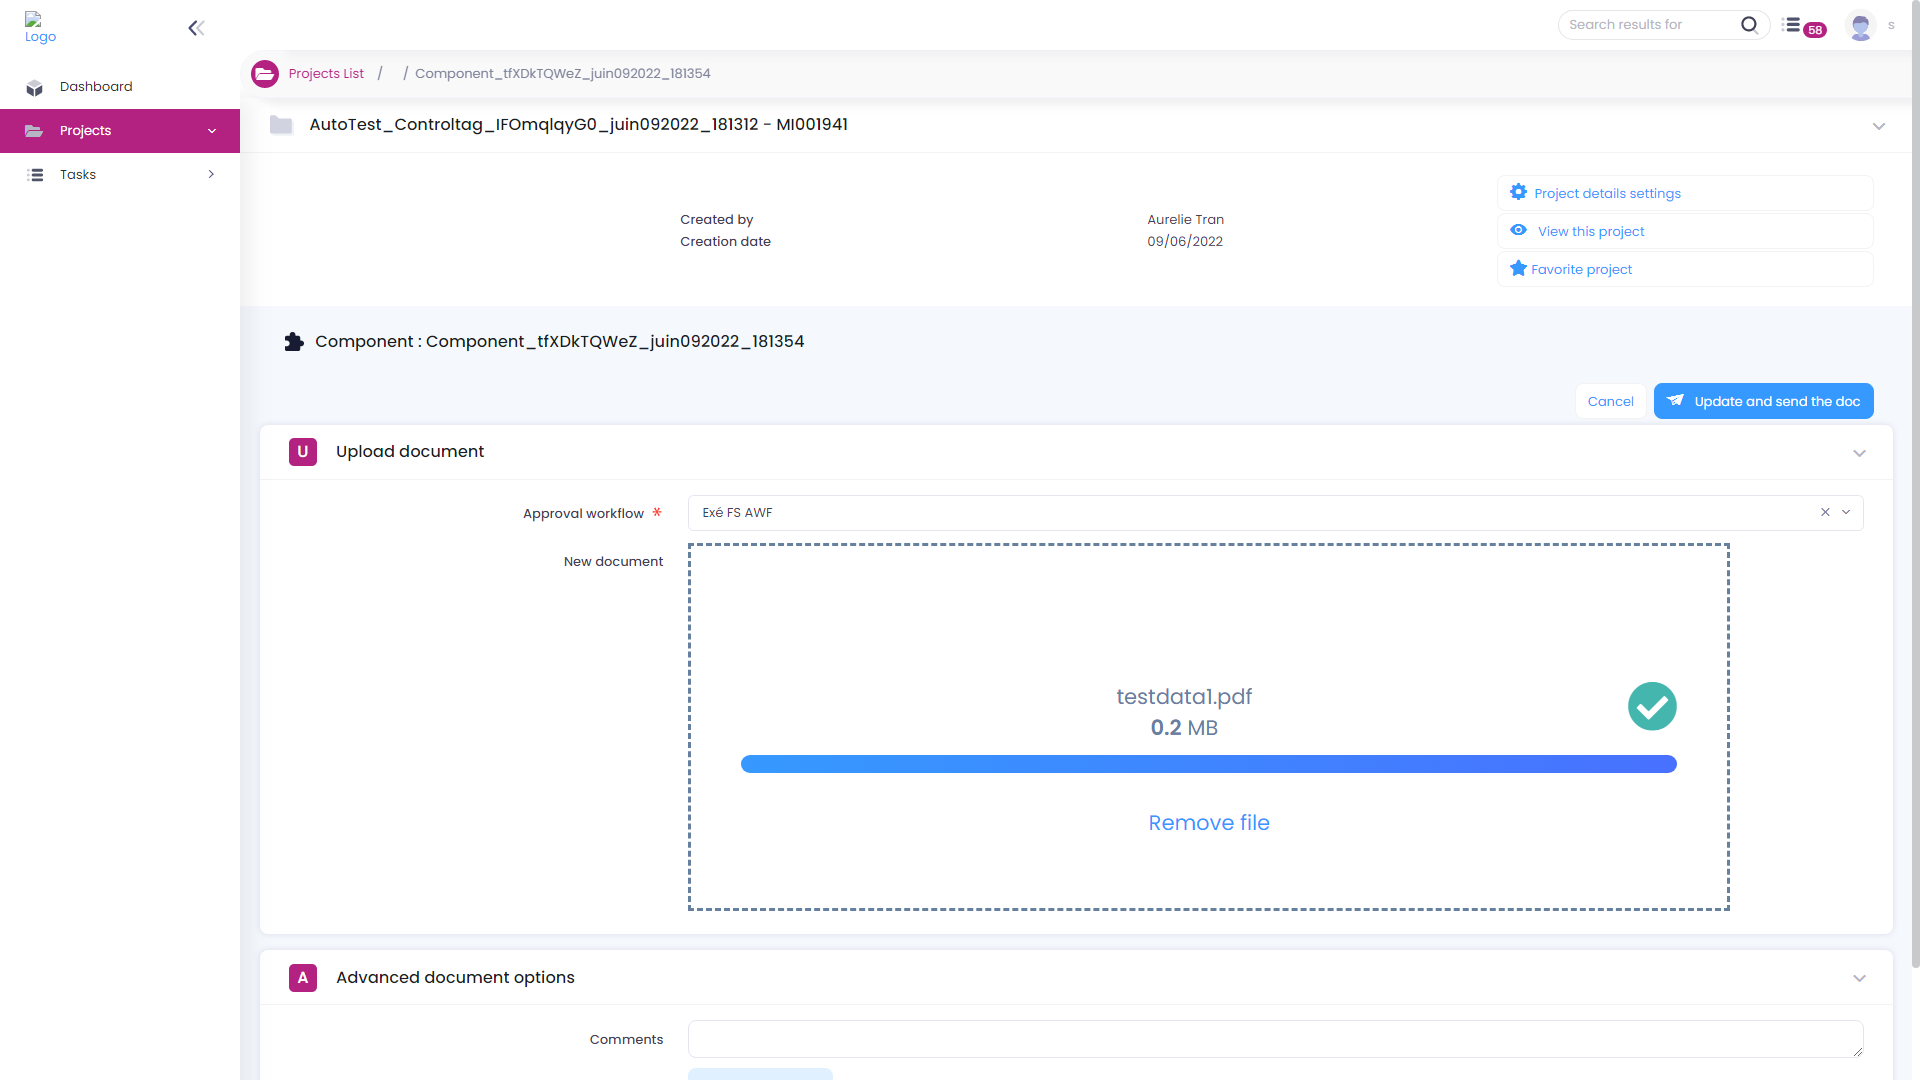 Logo
Search results for
58
s
Dashboard
Projects
Tasks
Projects List / / Component_tfXDkTQWeZ_juin092022_181354
AutoTest_Controltag_IFOmqlqyG0_juin092022_181312 - MI001941
Created by
Aurelie Tran
Creation date
09/06/2022
Project details settings
View this project
Favorite project
Component : Component_tfXDkTQWeZ_juin092022_181354
Cancel
Update and send the doc
U
Upload document
Approval workflow *
Exé FS AWF
New document
testdata1.pdf
0.2 MB
Remove file
A
Advanced document options
Comments